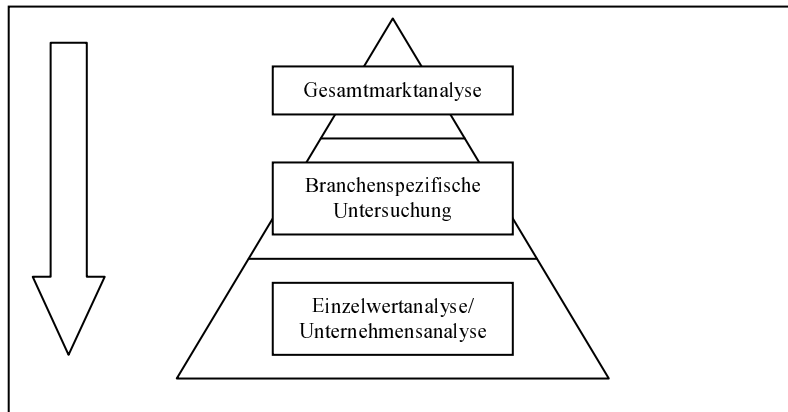 Gesamtmarktanalyse
Branchenspezifische
Untersuchung
Einzelwertanalyse/
Unternehmensanalyse